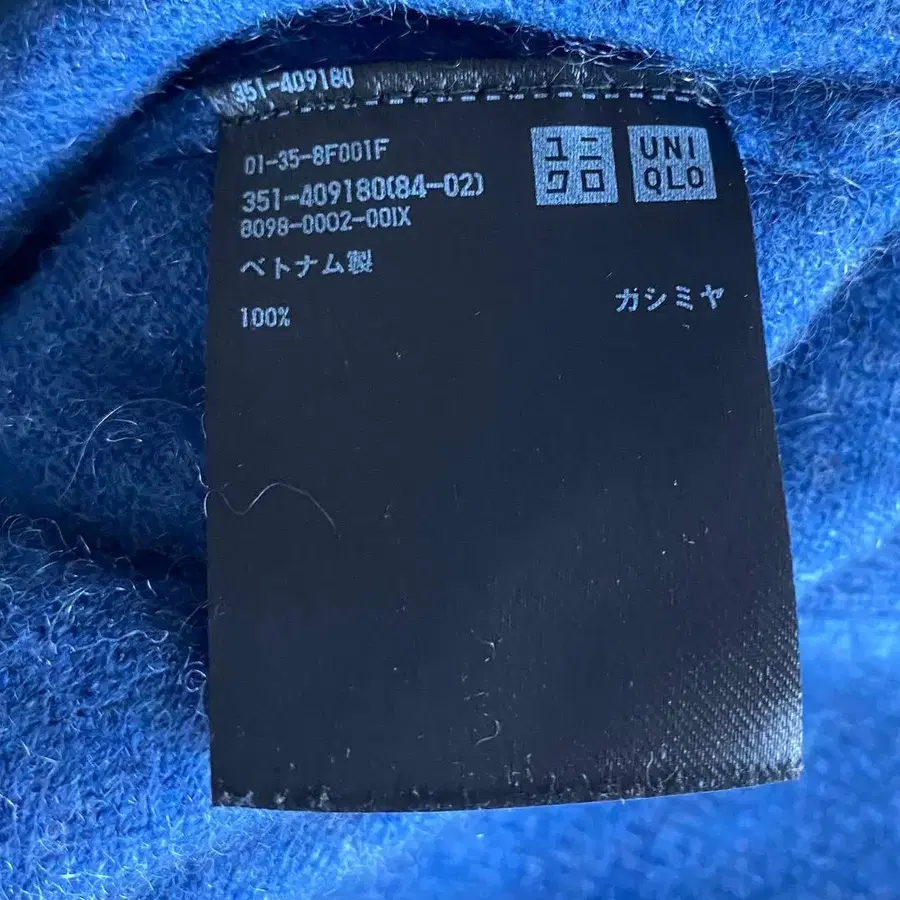 351-409180
01-35-8F001F
351-409180(84-02)
8098-0002-001X
ユニ
クロ
UNI
QLO
ベトナム製
100% カシミヤ